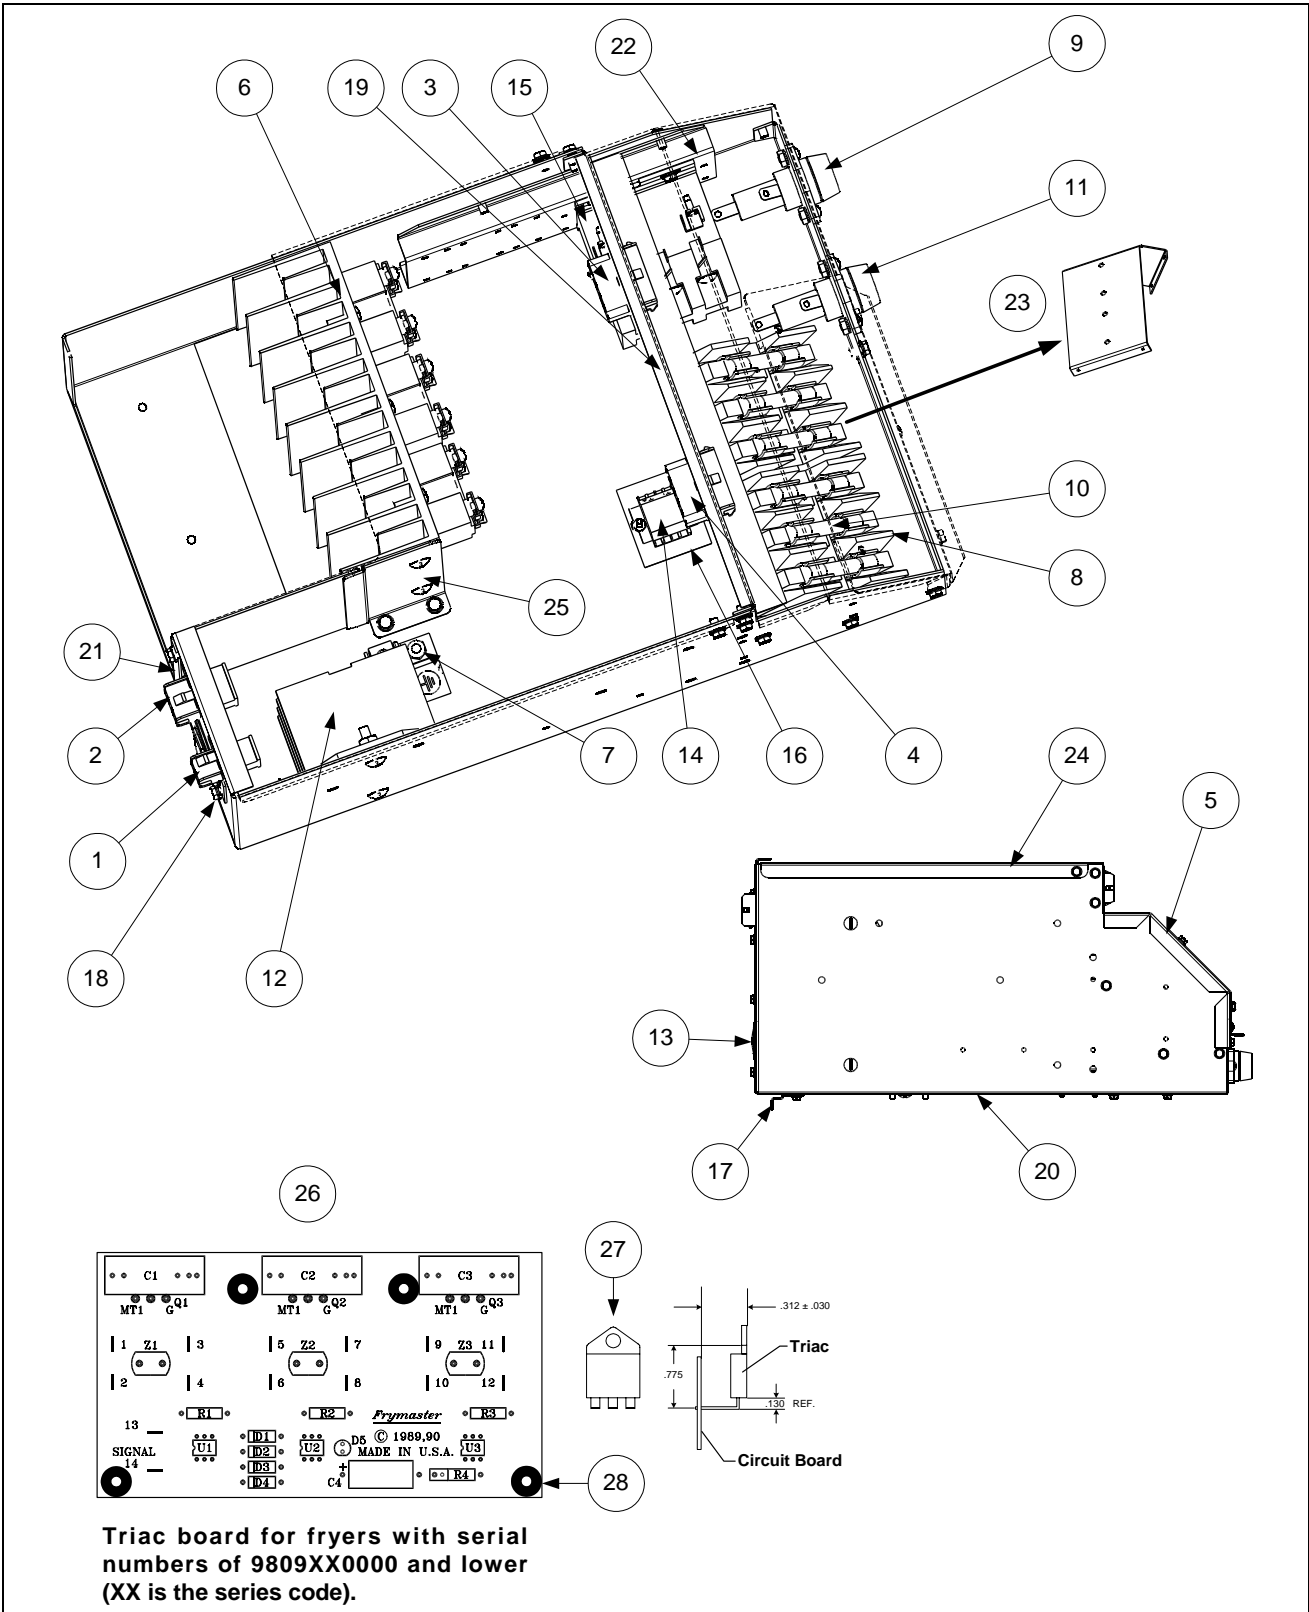 22
9
6
19
3
15
11
23
10
8
25
21
2
7
14
16
4
24
1
5
18
12
13
17
20
26
27
C1
C2
C3
MT1 G Q1
MT1 G Q2
MT1 G Q3
.312 ± .030
Triac
.775
.130 REF.
Circuit Board
1 Z1 3
5 Z2 7
9 Z3 11
2 4
6 8
10 12
R1 R2 Frymaster R3
13
SIGNAL
14
U1 D1 U2 D5 © 1989,90 U3
D2 MADE IN U.S.A.
D3
D4 + C4 R4
28
Triac board for fryers with serial
numbers of 9809XX0000 and lower
(XX is the series code).